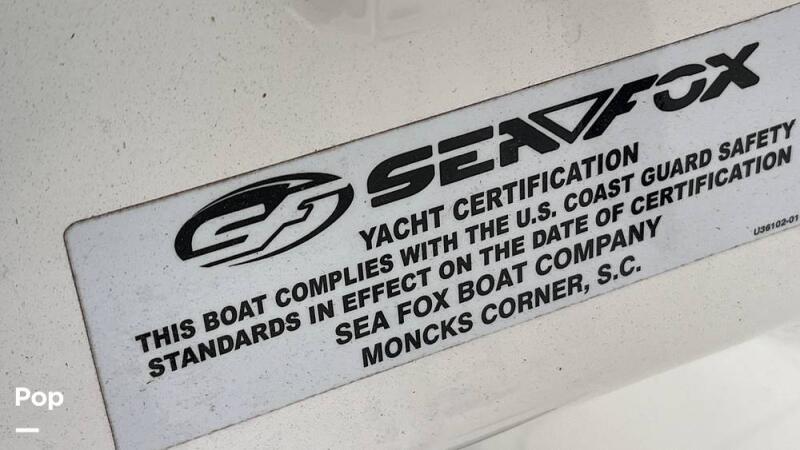 SF SEA FOX
YACHT CERTIFICATION
THIS BOAT COMPLIES WITH THE U.S. COAST GUARD SAFETY
STANDARDS IN EFFECT ON THE DATE OF CERTIFICATION
SEA FOX BOAT COMPANY
MONCKS CORNER, S.C.
U36102-01
Pop